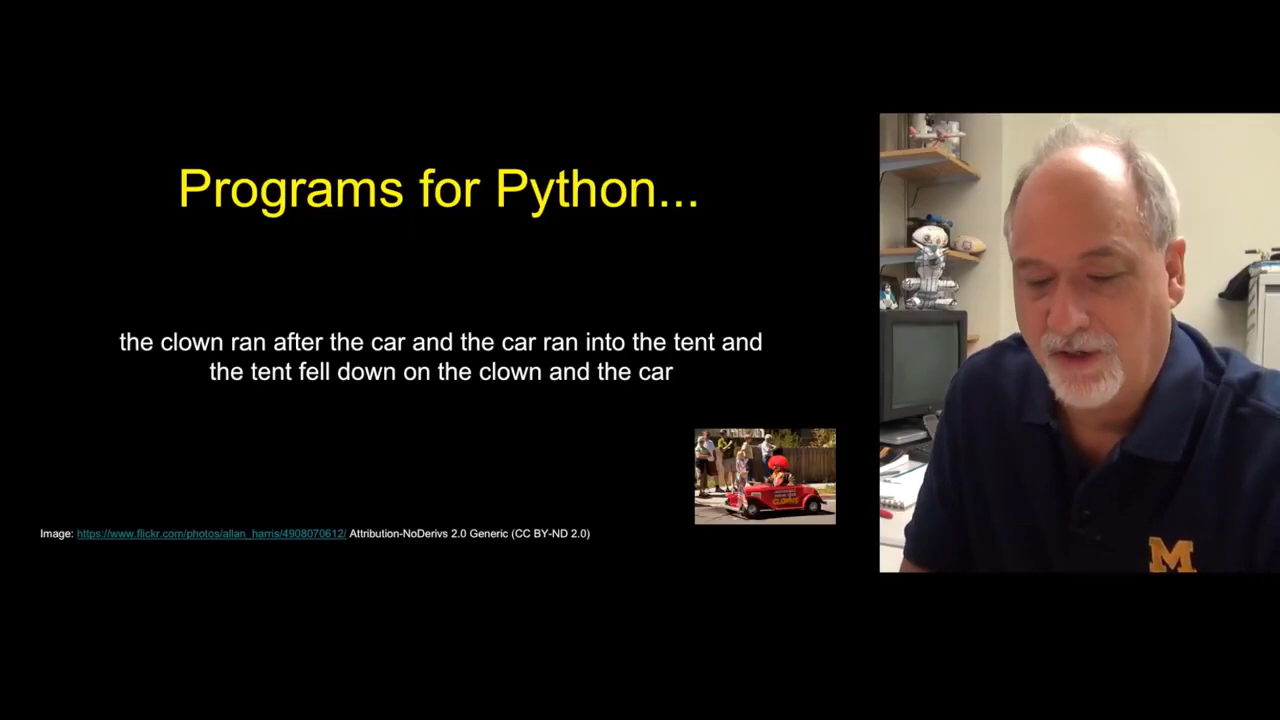 Programs for Python...
the clown ran after the car and the car ran into the tent and
the tent fell down on the clown and the car
CLOWNS
Image: https://www.flickr.com/photos/allan_harris/4908070612/ Attribution-NoDerivs 2.0 Generic (CC BY-ND 2.0)
M